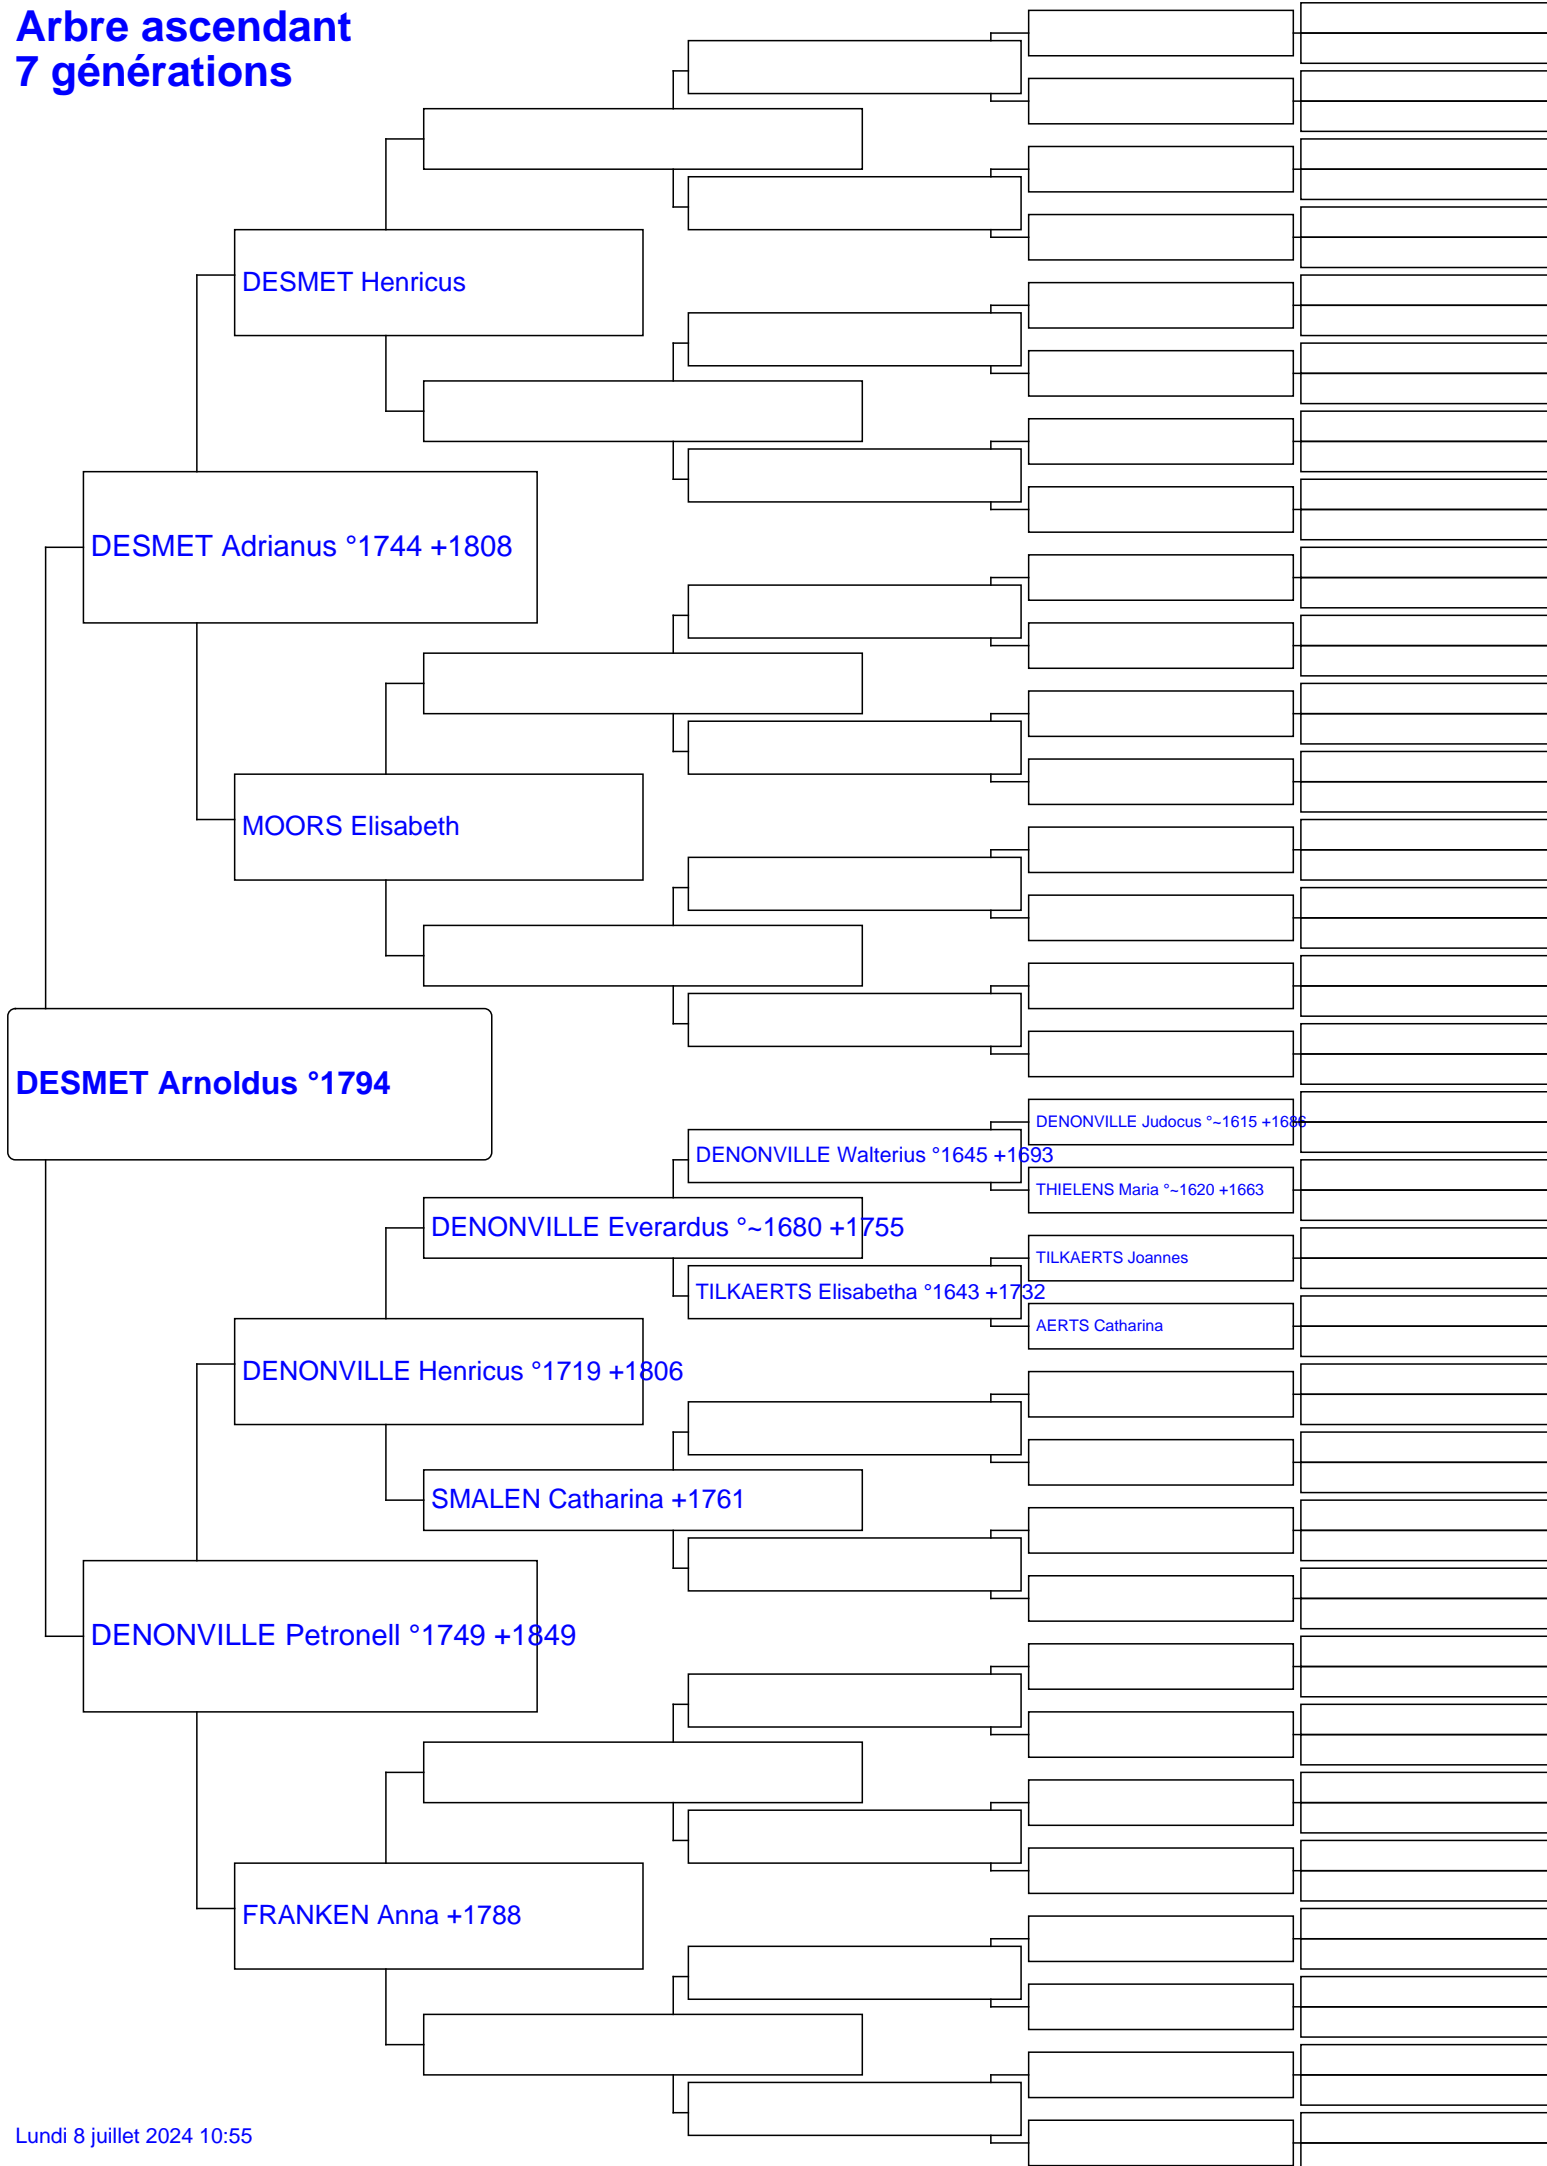 Arbre ascendant
7 générations
DESMET Henricus
DESMET Adrianus °1744 +1808
MOORS Elisabeth
DESMET Arnoldus °1794
DENONVILLE Judocus °~1615 +1686
DENONVILLE Walterius °1645 +1693
THIELENS Maria °~1620 +1663
DENONVILLE Everardus °~1680 +1755
TILKAERTS Joannes
TILKAERTS Elisabetha °1643 +1732
AERTS Catharina
DENONVILLE Henricus °1719 +1806
SMALEN Catharina +1761
DENONVILLE Petronell °1749 +1849
FRANKEN Anna +1788
Lundi 8 juillet 2024 10:55